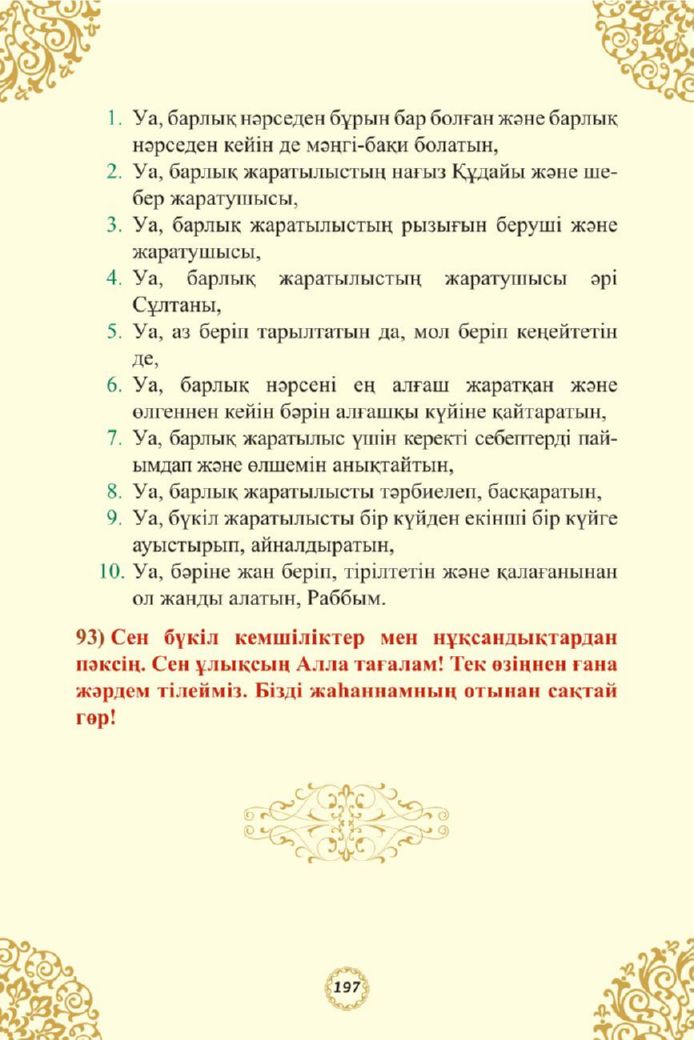 1. Уа, барлық нәрседен бұрын бар болған және барлық
нәрседен кейін де мәңгі-бақи болатын,
2. Уа, барлық жаратылыстың нағыз Құдайы және ше-
бер жаратушысы,
3. Уа, барлық жаратылыстың рызығын беруші және
жаратушысы,
4. Уа, барлық жаратылыстың жаратушысы әрі
Сұлтаны,
5. Уа, аз беріп тарылтатын да, мол беріп кеңейтетін
де,
6. Уа, барлық нәрсені ең алғаш жаратқан және
өлгеннен кейін бәрін алғашқы күйіне қайтаратын,
7. Уа, барлық жаратылыс үшін керекті себептерді пай-
ымдап және өлшемін анықтайтын,
8. Уа, барлық жаратылысты тәрбиелеп, басқаратын,
9. Уа, бүкіл жаратылысты бір күйден екінші бір күйге
ауыстырып, айналдыратын,
10. Уа, бәріне жан беріп, тірілтетін және қалағанынан
ол жанды алатын, Раббым.
93) Сен бүкіл кемшіліктер мен нұқсандықтардан
пәксің. Сен ұлықсың Алла тағалам! Тек өзіңнен ғана
жәрдем тілейміз. Бізді жаһаннамның отынан сақтай
гөр!
197